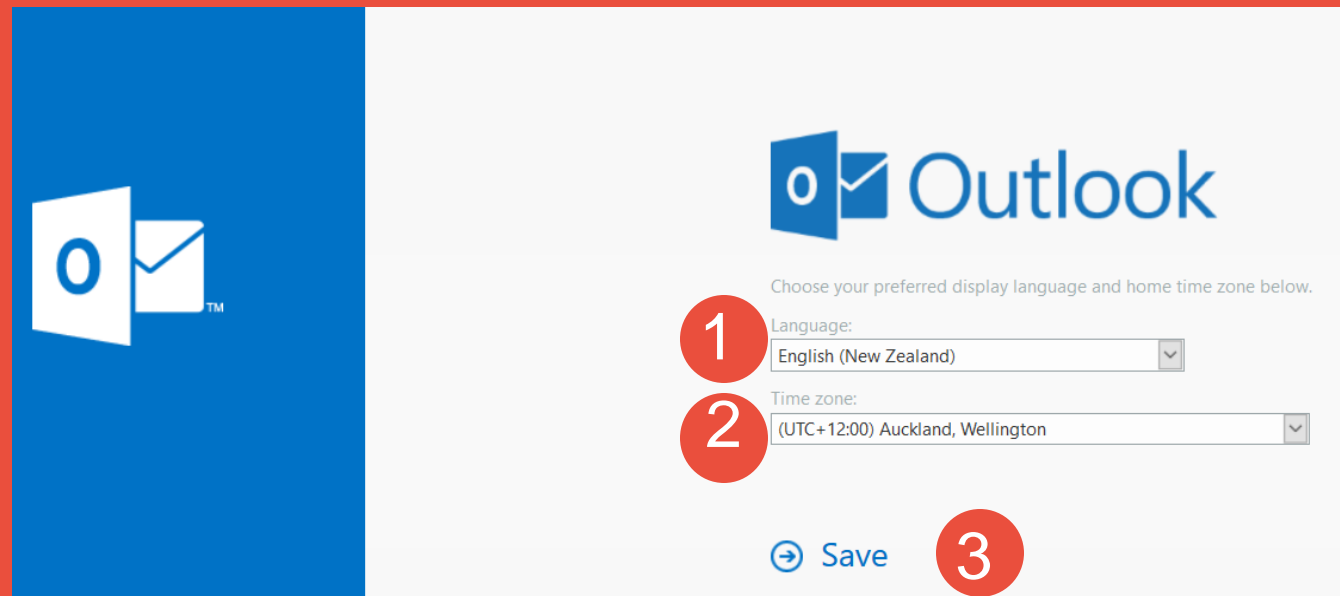 O Outlook
O TM
Choose your preferred display language and home time zone below.
1 Language:
English (New Zealand)
2 Time zone:
(UTC+12:00) Auckland, Wellington
Save 3